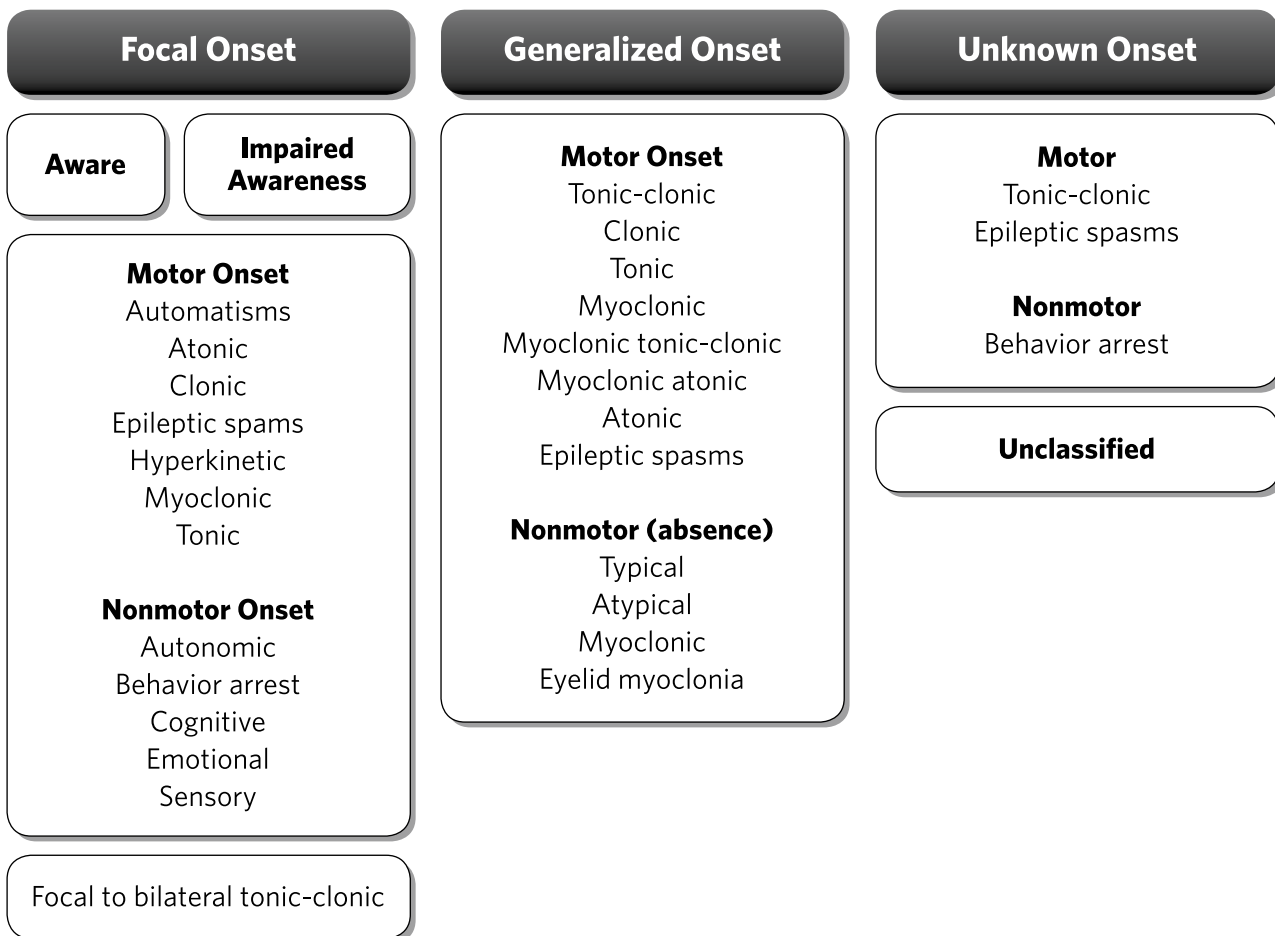 Focal Onset
Aware
Impaired
Awareness
Motor Onset
Automatisms
Atonic
Clonic
Epileptic spams
Hyperkinetic
Myoclonic
Tonic
Nonmotor Onset
Autonomic
Behavior arrest
Cognitive
Emotional
Sensory
Focal to bilateral tonic-clonic
Generalized Onset
Motor Onset
Tonic-clonic
Clonic
Tonic
Myoclonic
Myoclonic tonic-clonic
Myoclonic atonic
Atonic
Epileptic spasms
Nonmotor (absence)
Typical
Atypical
Myoclonic
Eyelid myoclonia
Unknown Onset
Motor
Tonic-clonic
Epileptic spasms
Nonmotor
Behavior arrest
Unclassified